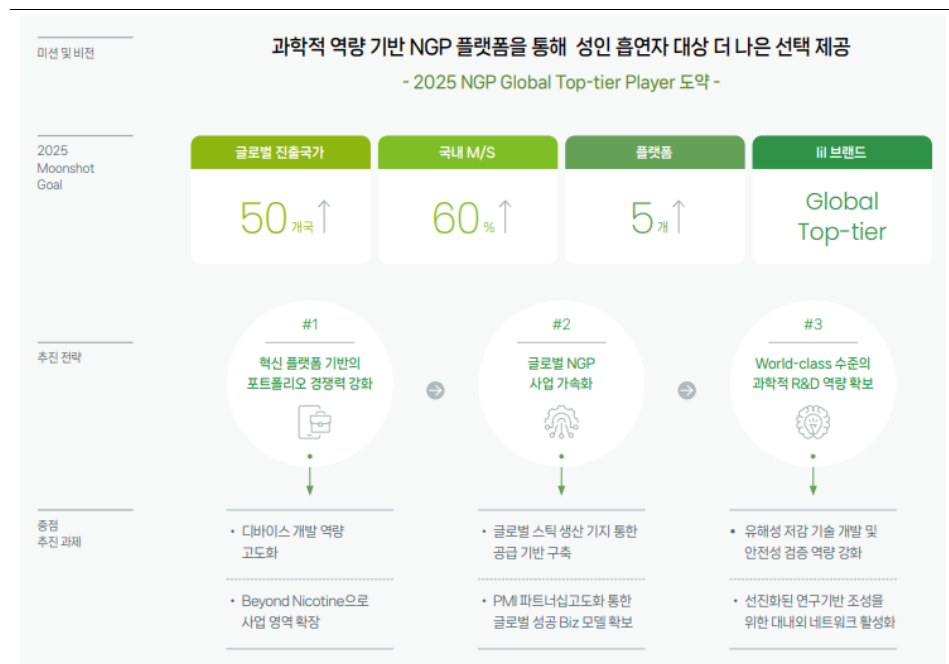 미션 및 비전
과학적 역량 기반 NGP 플랫폼을 통해 성인 흡연자 대상 더 나은 선택 제공
- 2025 NGP Global Top-tier Player 도약 -
2025
Moonshot
Goal
글로벌 진출국가
50 개국 ↑
국내 M/S
60 % ↑
플랫폼
5 개 ↑
lil 브랜드
Global
Top-tier
추진 전략
#1
혁신 플랫폼 기반의
포트폴리오 경쟁력 강화
#2
글로벌 NGP
사업 가속화
#3
World-class 수준의
과학적 R&D 역량 확보
중점
추진 과제
• 디바이스 개발 역량
고도화
• Beyond Nicotine으로
사업 영역 확장
• 글로벌 스틱 생산 기지 통한
공급 기반 구축
• PMI 파트너십고도화 통한
글로벌 성공 Biz 모델 확보
• 유해성 저감 기술 개발 및
안전성 검증 역량 강화
• 선진화된 연구기반 조성을
위한 대내외 네트워크 활성화